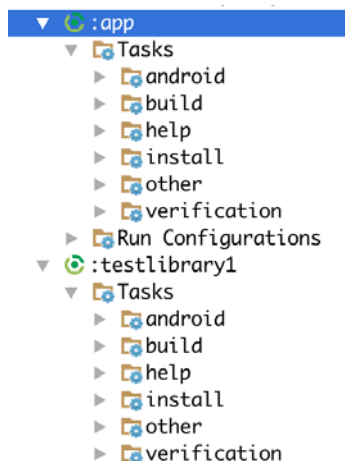 :app
Tasks
android
build
help
install
other
verification
Run Configurations
:testlibrary1
Tasks
android
build
help
install
other
verification